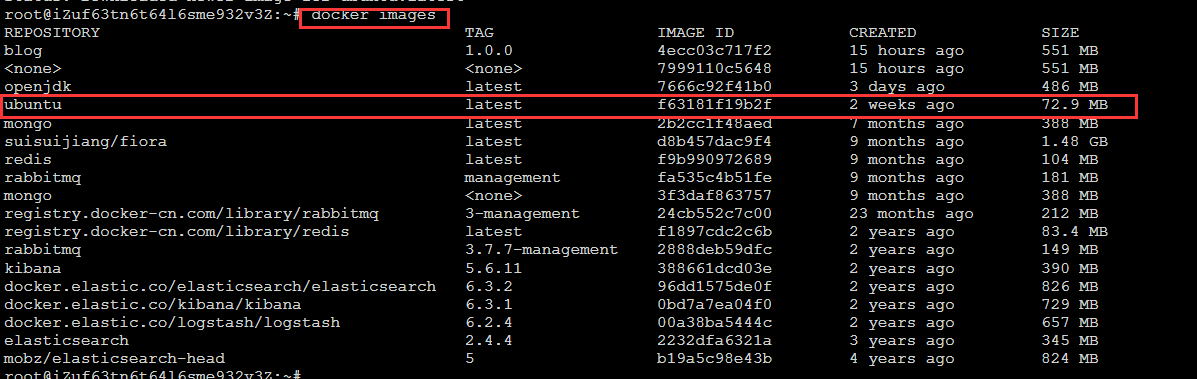 root@iZuf63tn6t64l6sme932v3Z:~# docker images
REPOSITORY TAG IMAGE ID CREATED SIZE
blog 1.0.0 4ecc03c717f2 15 hours ago 551 MB
<none> <none> 7999110c5648 15 hours ago 551 MB
openjdk latest 7666c92f41b0 3 days ago 486 MB
ubuntu latest f63181f19b2f 2 weeks ago 72.9 MB
mongo latest 2b2cc1f48aed 7 months ago 388 MB
suisuijiang/fiora latest d8b457dac9f4 9 months ago 1.48 GB
redis latest f9b990972689 9 months ago 104 MB
rabbitmq management fa535c4b51fe 9 months ago 181 MB
mongo <none> 3f3daf863757 9 months ago 388 MB
registry.docker-cn.com/library/rabbitmq 3-management 24cb552c7c00 23 months ago 212 MB
registry.docker-cn.com/library/redis latest f1897cdc2c6b 2 years ago 83.4 MB
rabbitmq 3.7.7-management 2888deb59dfc 2 years ago 149 MB
kibana 5.6.11 388661dcd03e 2 years ago 390 MB
docker.elastic.co/elasticsearch/elasticsearch 6.3.2 96dd1575de0f 2 years ago 826 MB
docker.elastic.co/kibana/kibana 6.3.1 0bd7a7ea04f0 2 years ago 729 MB
docker.elastic.co/logstash/logstash 6.2.4 00a38ba5444c 2 years ago 657 MB
elasticsearch 2.4.4 2232dfa6321a 3 years ago 345 MB
mobz/elasticsearch-head 5 b19a5c98e43b 4 years ago 824 MB
root@iZuf63tn6t64l6sme932v3Z:~#